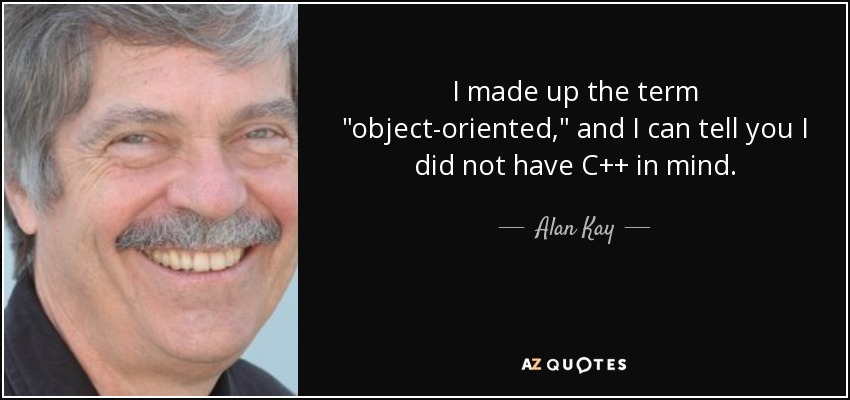 I made up the term
"object-oriented," and I can tell you I
did not have C++ in mind.
— Alan Kay —
AZ QUOTES